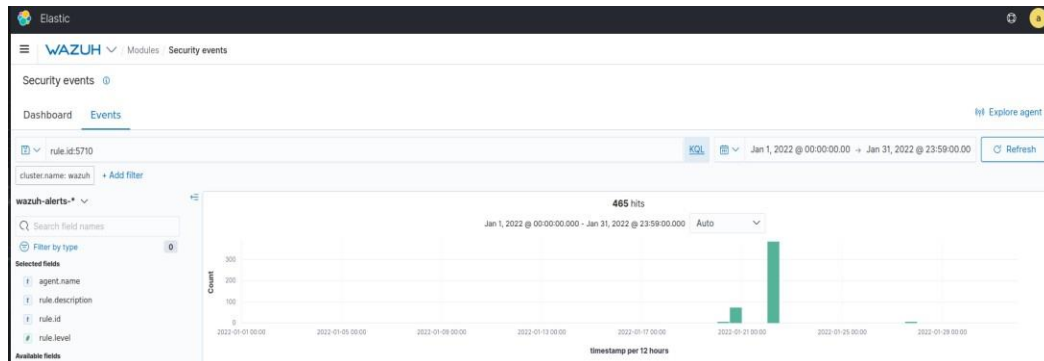 Elastic
a
WAZUH / Modules / Security events
Security events
Dashboard Events
Explore agent
rule.id:5710 KQL Jan 1, 2022 @ 00:00:00.00 → Jan 31, 2022 @ 23:59:00.00 Refresh
cluster.name: wazuh + Add filter
wazuh-alerts-*
465 hits
Search field names
Jan 1, 2022 @ 00:00:00.000 - Jan 31, 2022 @ 23:59:00.000 Auto
Filter by type 0
Selected fields
t agent.name
t rule.description
t rule.id
# rule.level
Available fields
Count
300
200
100
0
2022-01-01 00:00 2022-01-05 00:00 2022-01-09 00:00 2022-01-13 00:00 2022-01-17 00:00 2022-01-21 00:00 2022-01-25 00:00 2022-01-29 00:00
timestamp per 12 hours